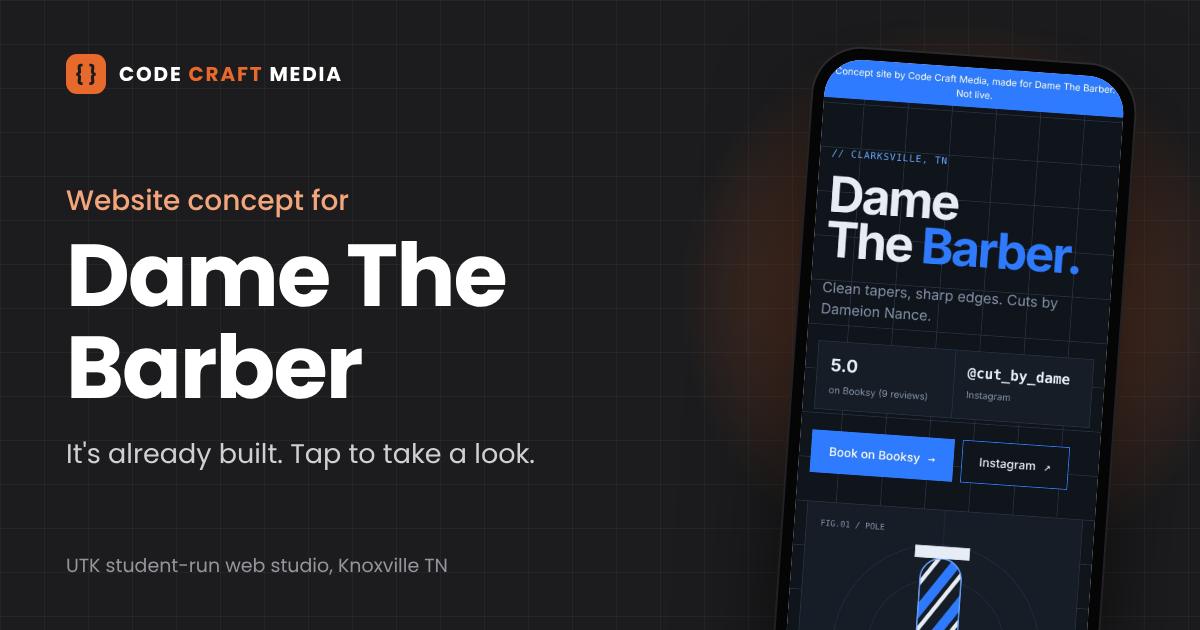 { } CODE CRAFT MEDIA
Website concept for
Dame The
Barber
It's already built. Tap to take a look.
UTK student-run web studio, Knoxville TN
Concept site by Code Craft Media, made for Dame The Barber.
Not live.
// CLARKSVILLE, TN
Dame
The Barber.
Clean tapers, sharp edges. Cuts by
Dameion Nance.
5.0
on Booksy (9 reviews)
@cut_by_dame
Instagram
Book on Booksy →
Instagram ↗
FIG.01 / POLE